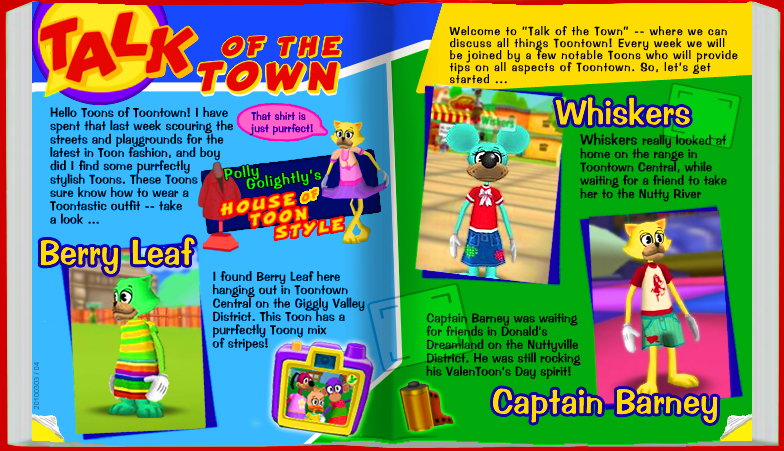 TALK
OF THE
TOWN
Hello Toons of Toontown! I have
spent that last week scouring the
streets and playgrounds for the
latest in Toon fashion, and boy
did I find some purrfectly
stylish Toons. These Toons
sure know how to wear a
Toontastic outfit -- take
a look ...
That shirt is
just purrfect!
Polly
Golightly's
HOUSE OF
TOON
STYLE
Berry Leaf
I found Berry Leaf here
hanging out in Toontown
Central on the Giggly Valley
District. This Toon has a
purrfectly Toony mix
of stripes!
20100303 / 04
Welcome to "Talk of the Town" -- where we can
discuss all things Toontown! Every week we will
be joined by a few notable Toons who will provide
tips on all aspects of Toontown. So, let's get
started ...
Whiskers
Whiskers
Whiskers really looked at
home on the range in
Toontown Central, while
waiting for a friend to take
her to the Nutty River
Captain Barney was waiting
for friends in Donald's
Dreamland on the Nuttyville
District. He was still rocking
his ValenToon's Day spirit!
Captain Barney